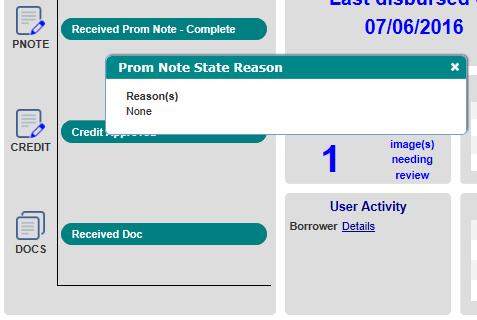 Last disbursed
07/06/2016
PNOTE
Received Prom Note - Complete
Prom Note State Reason
Reason(s)
None
CREDIT
Credit Approved
1
image(s)
needing
review
DOCS
Received Doc
User Activity
Borrower Details